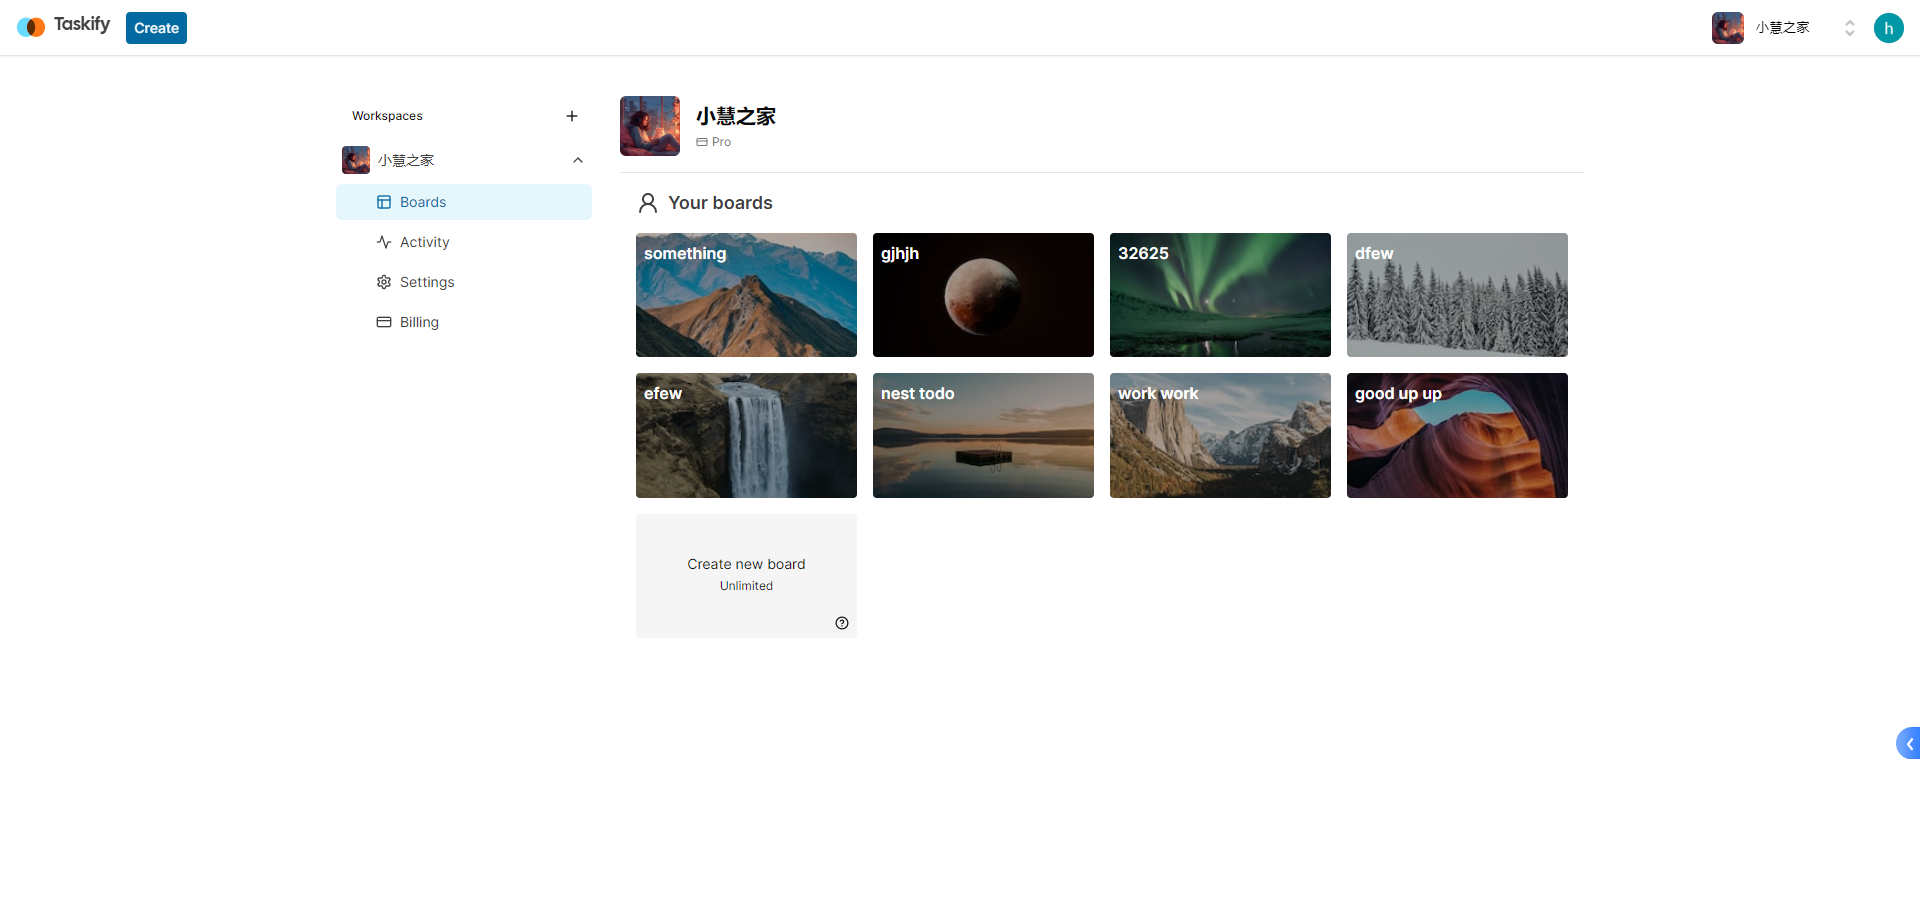 Taskify
Create
小慧之家
h
Workspaces
小慧之家
Boards
Activity
Settings
Billing
小慧之家
Pro
Your boards
something
gjhjh
32625
dfew
efew
nest todo
work work
good up up
Create new board
Unlimited